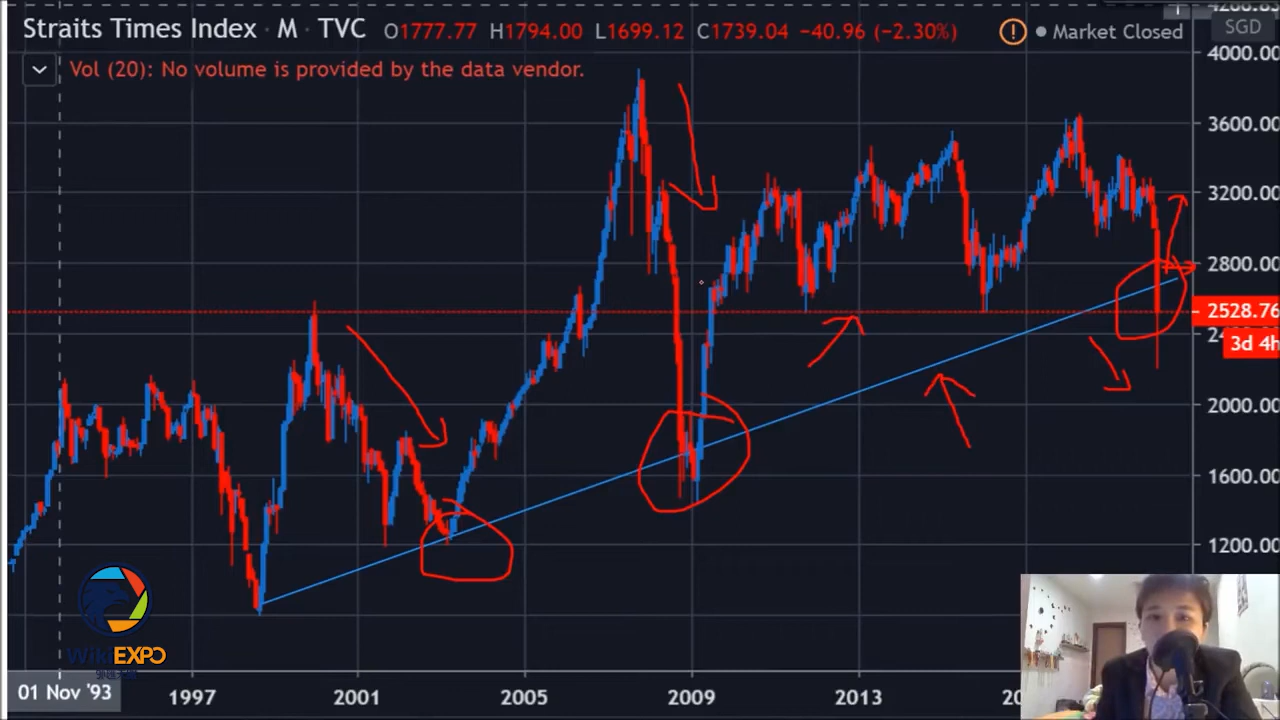 Straits Times Index · M · TVC O1777.77 H1794.00 L1699.12 C1739.04 −40.96 (−2.30%) Market Closed SGD
Vol (20): No volume is provided by the data vendor.
4000.00
3600.00
3200.00
2800.00
2528.76
3d 4h
2000.00
1600.00
1200.00
WikiEXPO
01 Nov '93 1997 2001 2005 2009 2013